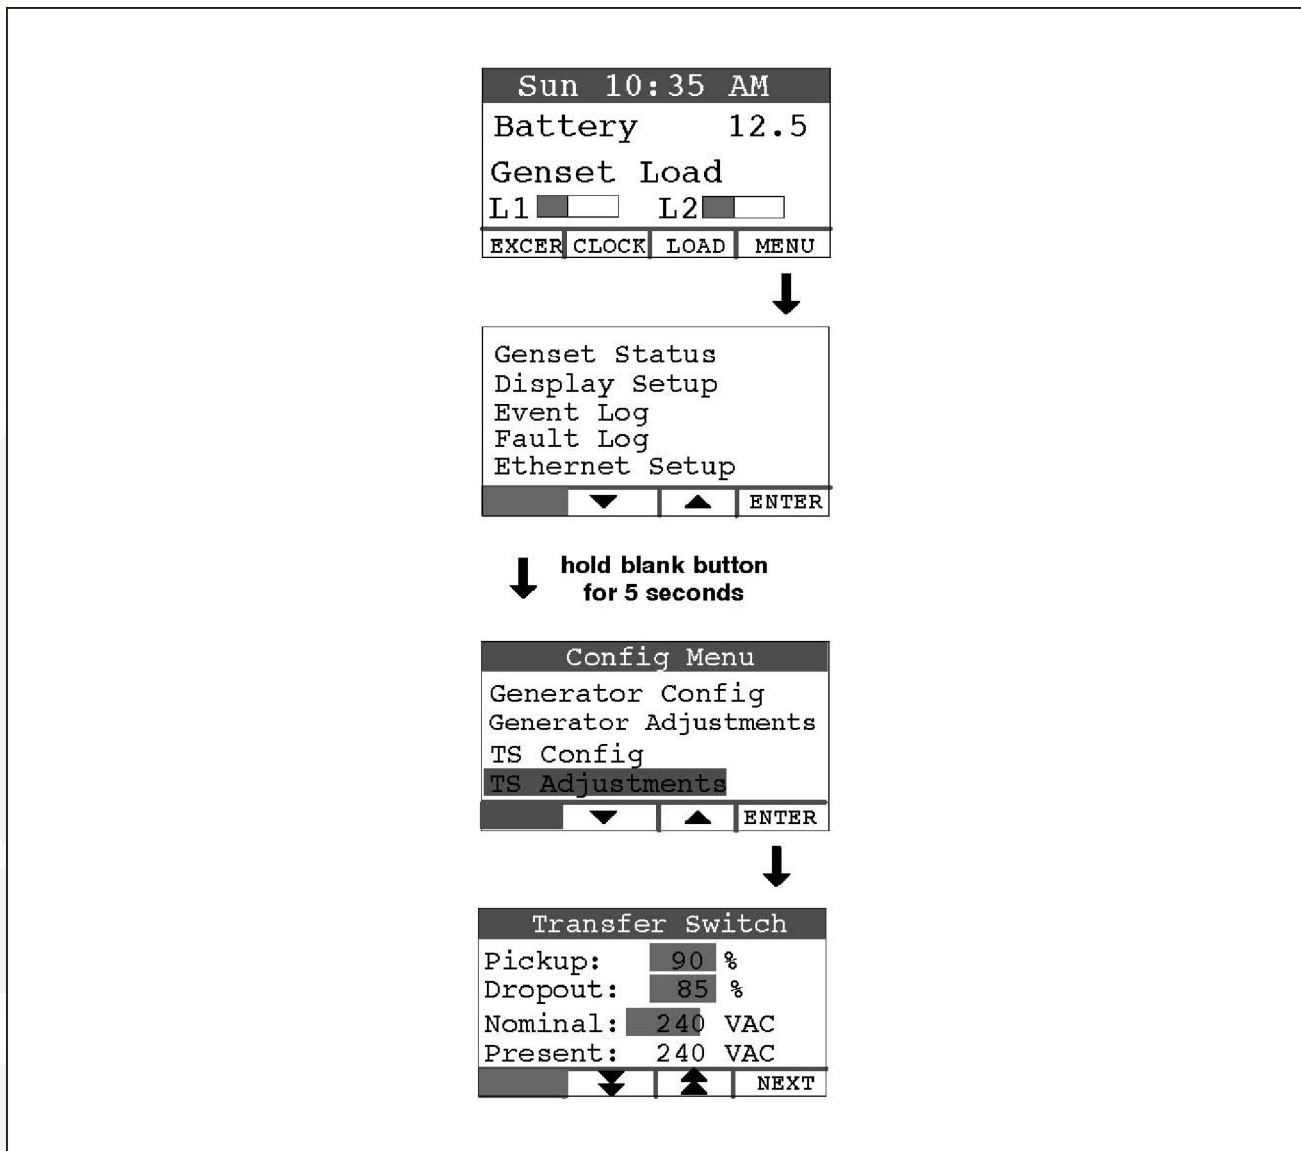 Sun 10:35 AM
Battery 12.5
Genset Load
L1 L2
EXCER CLOCK LOAD MENU
Genset Status
Display Setup
Event Log
Fault Log
Ethernet Setup
ENTER
hold blank button
for 5 seconds
Config Menu
Generator Config
Generator Adjustments
TS Config
TS Adjustments
ENTER
Transfer Switch
Pickup: 90 %
Dropout: 85 %
Nominal: 240 VAC
Present: 240 VAC
NEXT